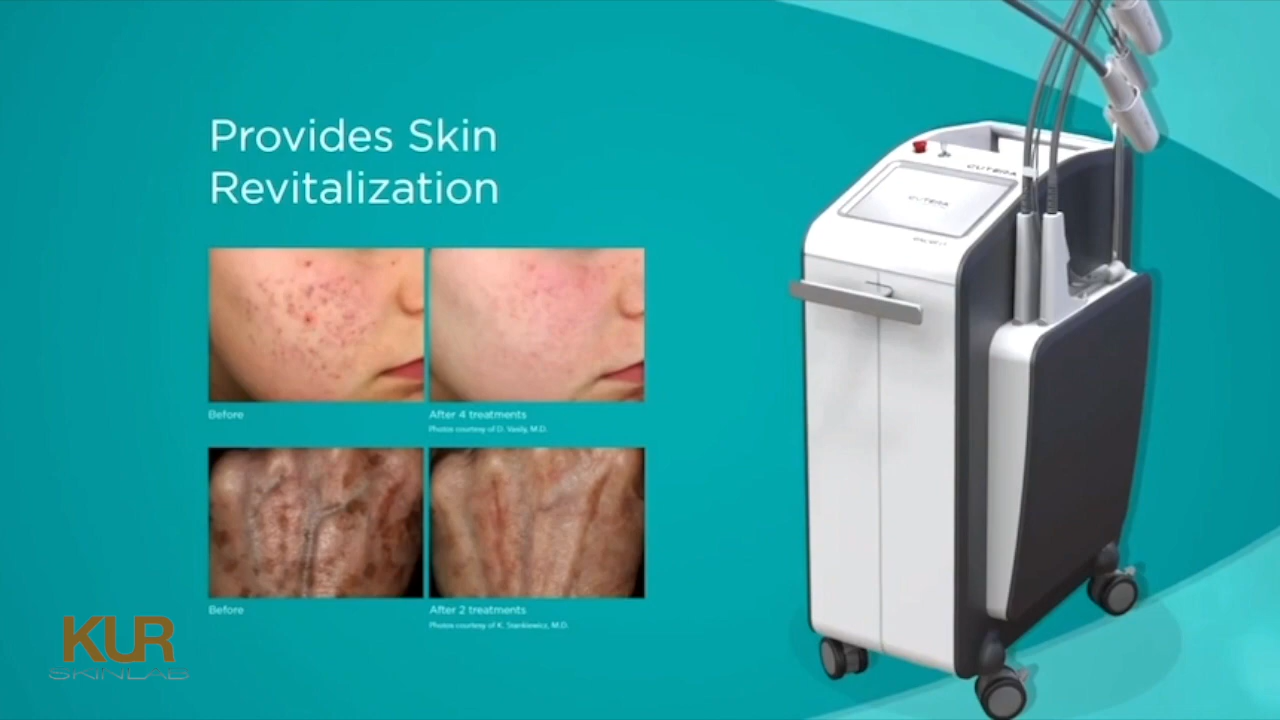 Provides Skin
Revitalization
CUTERA
CUTERA
Before
After 4 treatments
Photos courtesy of D. Vasily, M.D.
Before
After 2 treatments
Photos courtesy of K. Stankiewicz, M.D.
KUR
SKINLAB